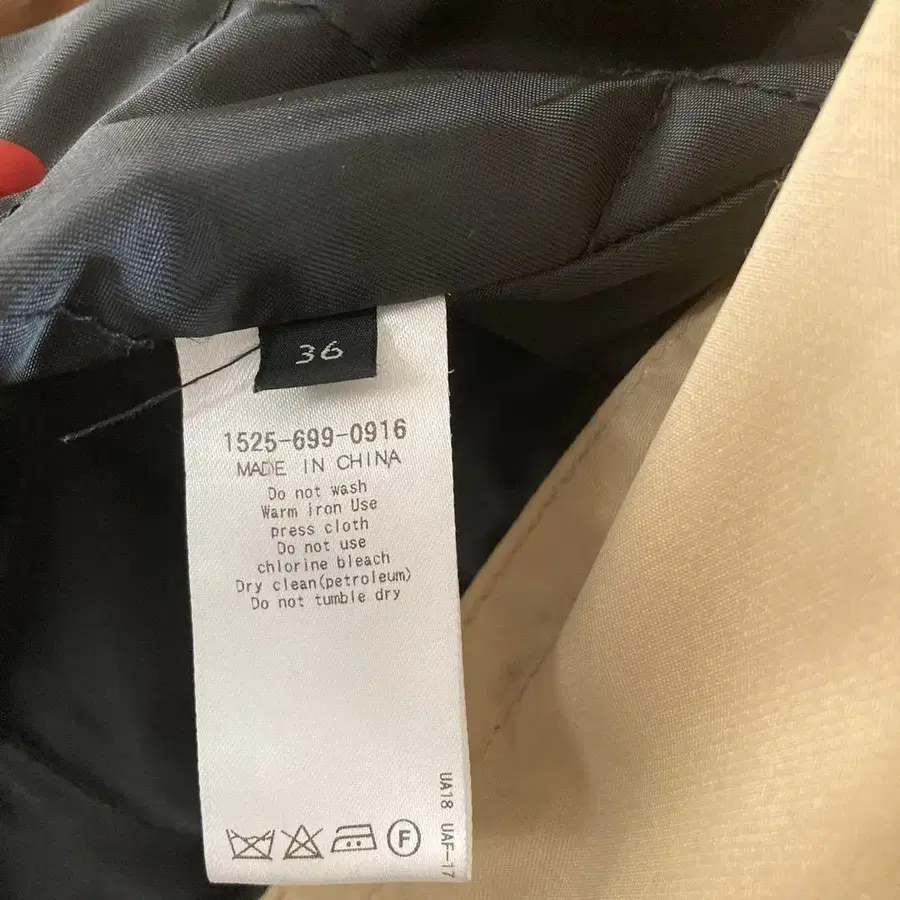 36
1525-699-0916
MADE IN CHINA
Do not wash
Warm iron Use
press cloth
Do not use
chlorine bleach
Dry clean(petroleum)
Do not tumble dry
UA18 UAF-17
F